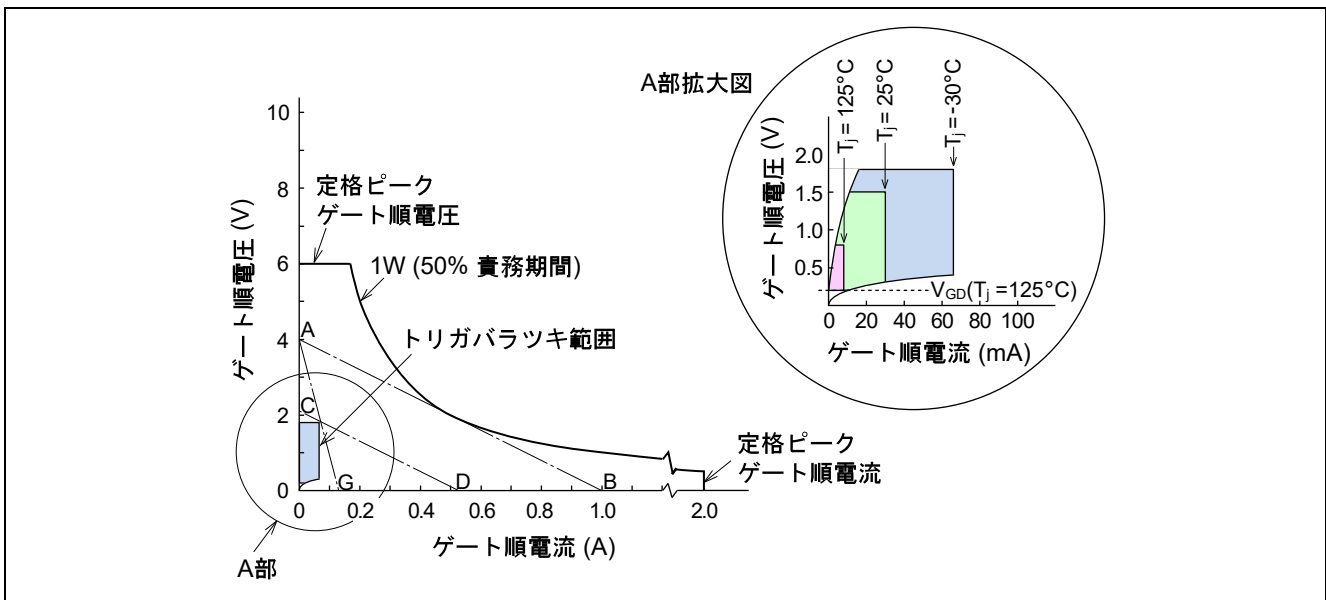 10
8
6
4
2
0
ゲート順電圧 (V)
定格ピーク
ゲート順電圧
1W (50% 責務期間)
トリガバラツキ範囲
A
C
G
D
B
0
0.2
0.4
0.6
0.8
1.0
2.0
ゲート順電流 (A)
定格ピーク
ゲート順電流
A部
A部拡大図
Tj = 125°C
Tj = 25°C
Tj = -30°C
2.0
1.5
1.0
0.5
ゲート順電圧 (V)
VGD(Tj =125°C)
0
20
40
60
80
100
ゲート順電流 (mA)